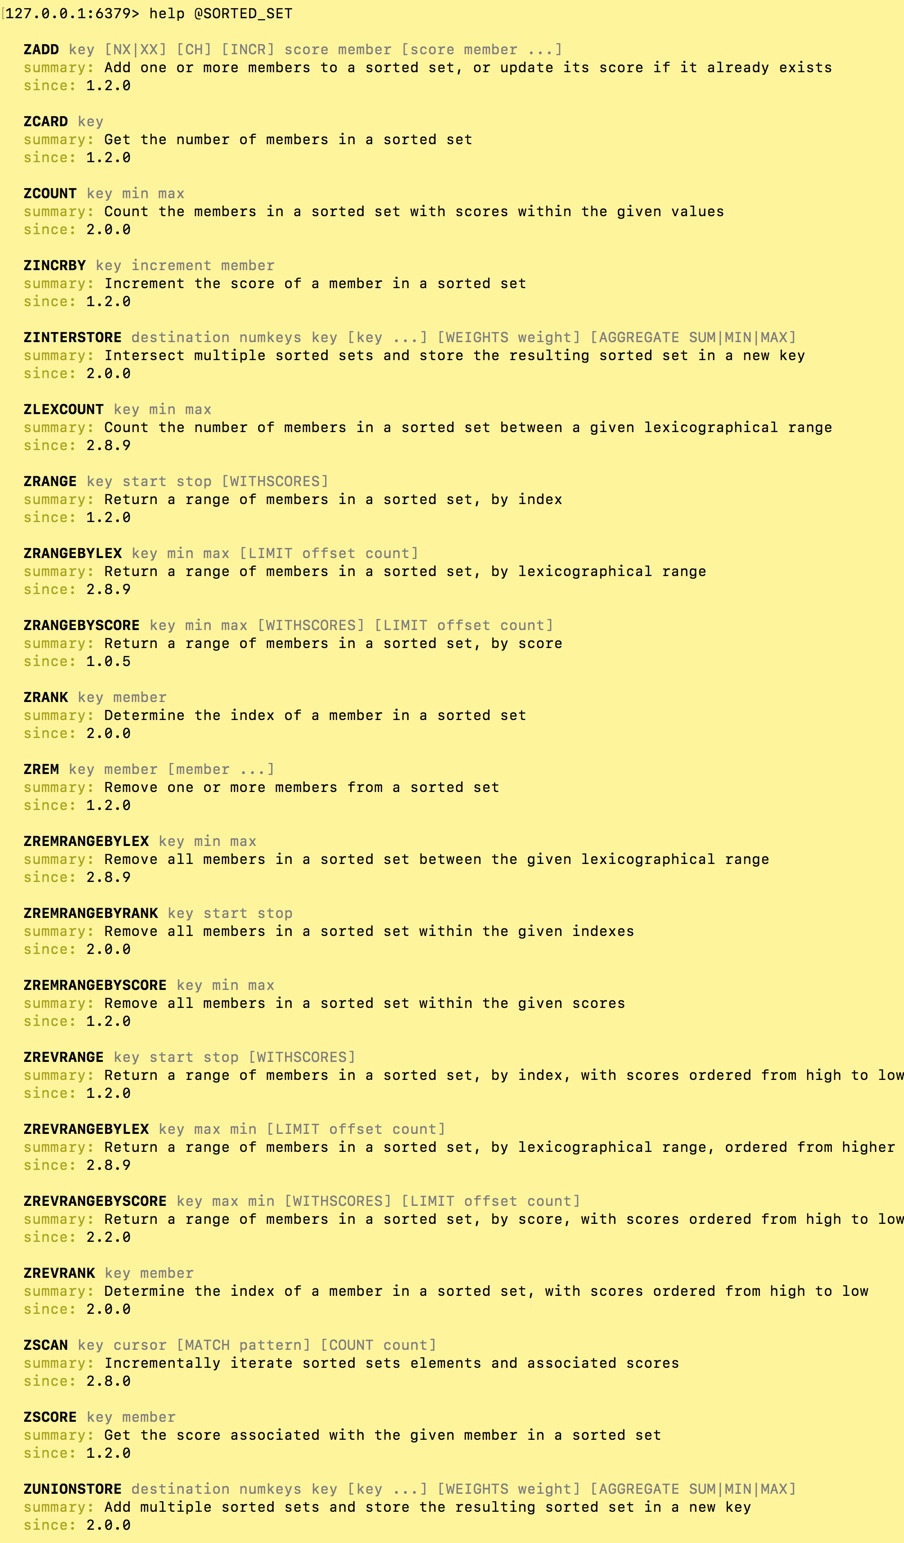 127.0.0.1:6379> help @SORTED_SET
ZADD key [NX|XX] [CH] [INCR] score member [score member ...]
summary: Add one or more members to a sorted set, or update its score if it already exists
since: 1.2.0
ZCARD key
summary: Get the number of members in a sorted set
since: 1.2.0
ZCOUNT key min max
summary: Count the members in a sorted set with scores within the given values
since: 2.0.0
ZINCRBY key increment member
summary: Increment the score of a member in a sorted set
since: 1.2.0
ZINTERSTORE destination numkeys key [key ...] [WEIGHTS weight] [AGGREGATE SUM|MIN|MAX]
summary: Intersect multiple sorted sets and store the resulting sorted set in a new key
since: 2.0.0
ZLEXCOUNT key min max
summary: Count the number of members in a sorted set between a given lexicographical range
since: 2.8.9
ZRANGE key start stop [WITHSCORES]
summary: Return a range of members in a sorted set, by index
since: 1.2.0
ZRANGEBYLEX key min max [LIMIT offset count]
summary: Return a range of members in a sorted set, by lexicographical range
since: 2.8.9
ZRANGEBYSCORE key min max [WITHSCORES] [LIMIT offset count]
summary: Return a range of members in a sorted set, by score
since: 1.0.5
ZRANK key member
summary: Determine the index of a member in a sorted set
since: 2.0.0
ZREM key member [member ...]
summary: Remove one or more members from a sorted set
since: 1.2.0
ZREMRANGEBYLEX key min max
summary: Remove all members in a sorted set between the given lexicographical range
since: 2.8.9
ZREMRANGEBYRANK key start stop
summary: Remove all members in a sorted set within the given indexes
since: 2.0.0
ZREMRANGEBYSCORE key min max
summary: Remove all members in a sorted set within the given scores
since: 1.2.0
ZREVRANGE key start stop [WITHSCORES]
summary: Return a range of members in a sorted set, by index, with scores ordered from high to low
since: 1.2.0
ZREVRANGEBYLEX key max min [LIMIT offset count]
summary: Return a range of members in a sorted set, by lexicographical range, ordered from higher
since: 2.8.9
ZREVRANGEBYSCORE key max min [WITHSCORES] [LIMIT offset count]
summary: Return a range of members in a sorted set, by score, with scores ordered from high to low
since: 2.2.0
ZREVRANK key member
summary: Determine the index of a member in a sorted set, with scores ordered from high to low
since: 2.0.0
ZSCAN key cursor [MATCH pattern] [COUNT count]
summary: Incrementally iterate sorted sets elements and associated scores
since: 2.8.0
ZSCORE key member
summary: Get the score associated with the given member in a sorted set
since: 1.2.0
ZUNIONSTORE destination numkeys key [key ...] [WEIGHTS weight] [AGGREGATE SUM|MIN|MAX]
summary: Add multiple sorted sets and store the resulting sorted set in a new key
since: 2.0.0